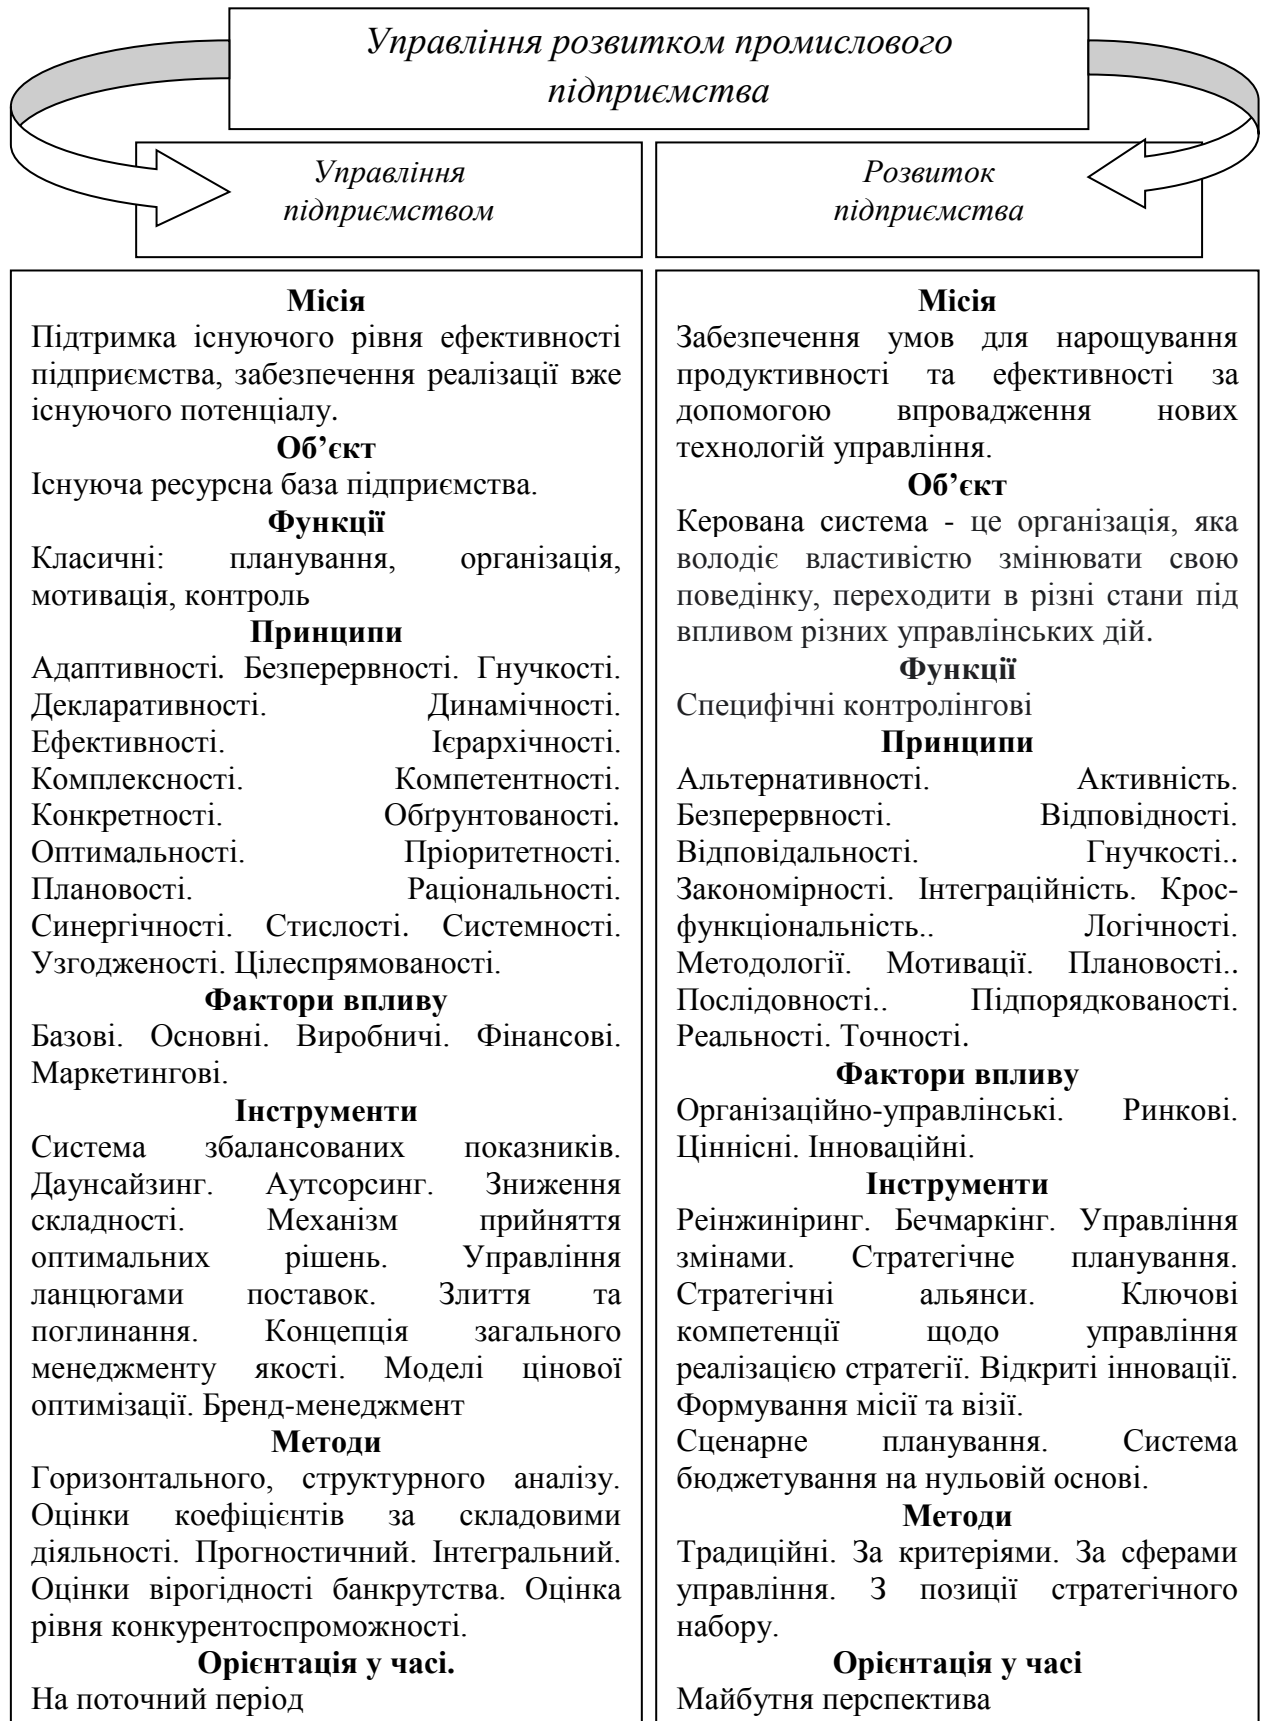 Управління розвитком промислового
підприємства
Управління
підприємством
Розвиток
підприємства
Місія
Підтримка існуючого рівня ефективності
підприємства, забезпечення реалізації вже
існуючого потенціалу.
Об’єкт
Існуюча ресурсна база підприємства.
Функції
Класичні: планування, організація,
мотивація, контроль
Принципи
Адаптивності. Безперервності. Гнучкості.
Декларативності. Динамічності.
Ефективності. Ієрархічності.
Комплексності. Компетентності.
Конкретності. Обґрунтованості.
Оптимальності. Пріоритетності.
Плановості. Раціональності.
Синергічності. Стислості. Системності.
Узгодженості. Цілеспрямованості.
Фактори впливу
Базові. Основні. Виробничі. Фінансові.
Маркетингові.
Інструменти
Система збалансованих показників.
Даунсайзинг. Аутсорсинг. Зниження
складності. Механізм прийняття
оптимальних рішень. Управління
ланцюгами поставок. Злиття та
поглинання. Концепція загального
менеджменту якості. Моделі цінової
оптимізації. Бренд-менеджмент
Методи
Горизонтального, структурного аналізу.
Оцінки коефіцієнтів за складовими
діяльності. Прогностичний. Інтегральний.
Оцінки вірогідності банкрутства. Оцінка
рівня конкурентоспроможності.
Орієнтація у часі.
На поточний період
Місія
Забезпечення умов для нарощування
продуктивності та ефективності за
допомогою впровадження нових
технологій управління.
Об’єкт
Керована система - це організація, яка
володіє властивістю змінювати свою
поведінку, переходити в різні стани під
впливом різних управлінських дій.
Функції
Специфічні контролінгові
Принципи
Альтернативності. Активність.
Безперервності. Відповідності.
Відповідальності. Гнучкості..
Закономірності. Інтеграційність. Крос-
функціональність.. Логічності.
Методології. Мотивації. Плановості..
Послідовності.. Підпорядкованості.
Реальності. Точності.
Фактори впливу
Організаційно-управлінські. Ринкові.
Ціннісні. Інноваційні.
Інструменти
Реінжиніринг. Бечмаркінг. Управління
змінами. Стратегічне планування.
Стратегічні альянси. Ключові
компетенції щодо управління
реалізацією стратегії. Відкриті інновації.
Формування місії та візії.
Сценарне планування. Система
бюджетування на нульовій основі.
Методи
Традиційні. За критеріями. За сферами
управління. З позиції стратегічного
набору.
Орієнтація у часі
Майбутня перспектива